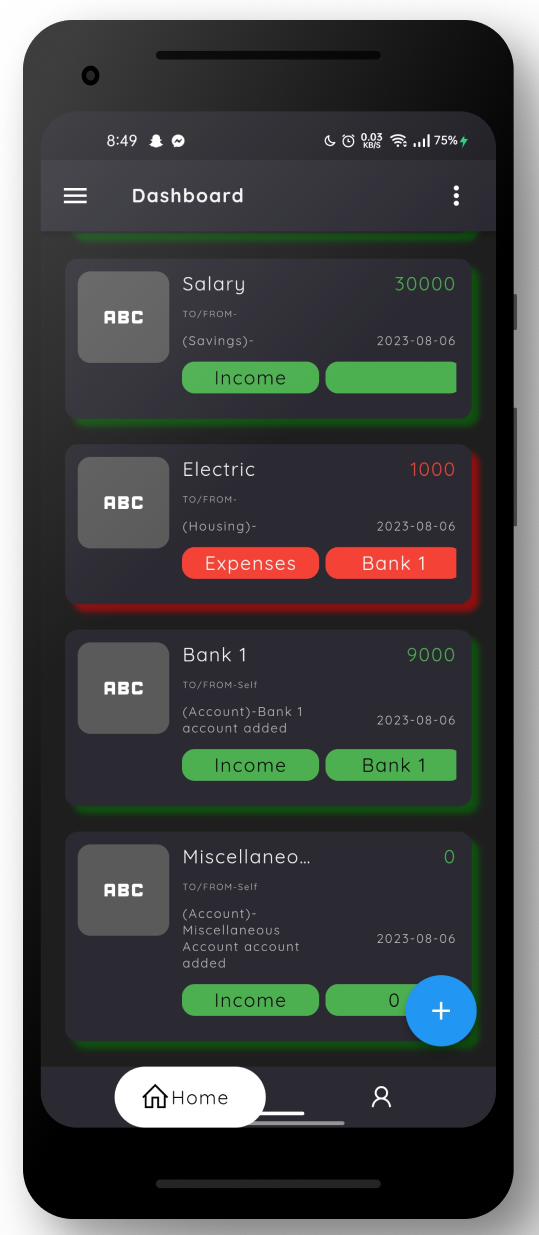 8:49 0.03 KB/S 75%
Dashboard
ABC
Salary 30000
TO/FROM-
(Savings)- 2023-08-06
Income
ABC
Electric 1000
TO/FROM-
(Housing)- 2023-08-06
Expenses Bank 1
ABC
Bank 1 9000
TO/FROM-Self
(Account)-Bank 1
account added 2023-08-06
Income Bank 1
ABC
Miscellaneo... 0
TO/FROM-Self
(Account)-
Miscellaneous
Account account 2023-08-06
added
Income 0
+
Home